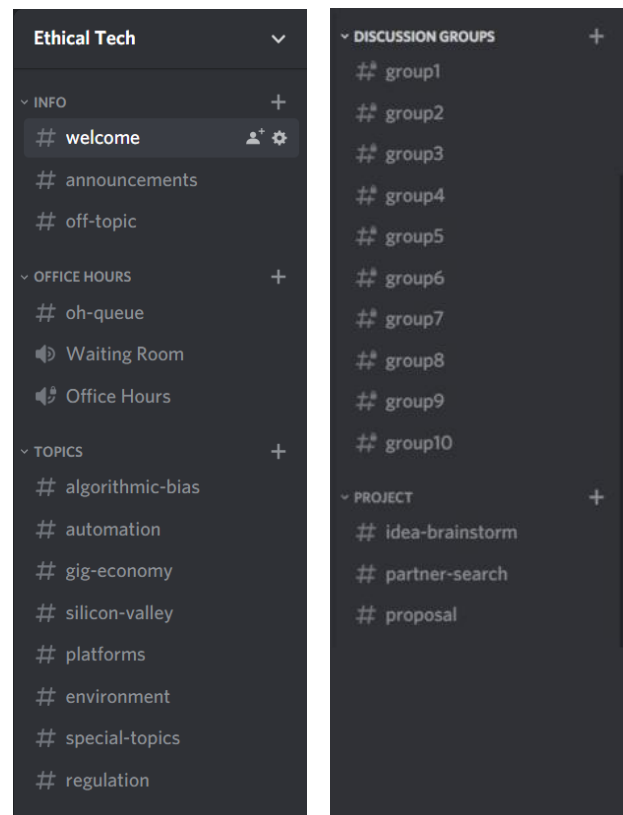 Ethical Tech
INFO
welcome
announcements
off-topic
OFFICE HOURS
oh-queue
Waiting Room
Office Hours
TOPICS
algorithmic-bias
automation
gig-economy
silicon-valley
platforms
environment
special-topics
regulation
DISCUSSION GROUPS
group1
group2
group3
group4
group5
group6
group7
group8
group9
group10
PROJECT
idea-brainstorm
partner-search
proposal